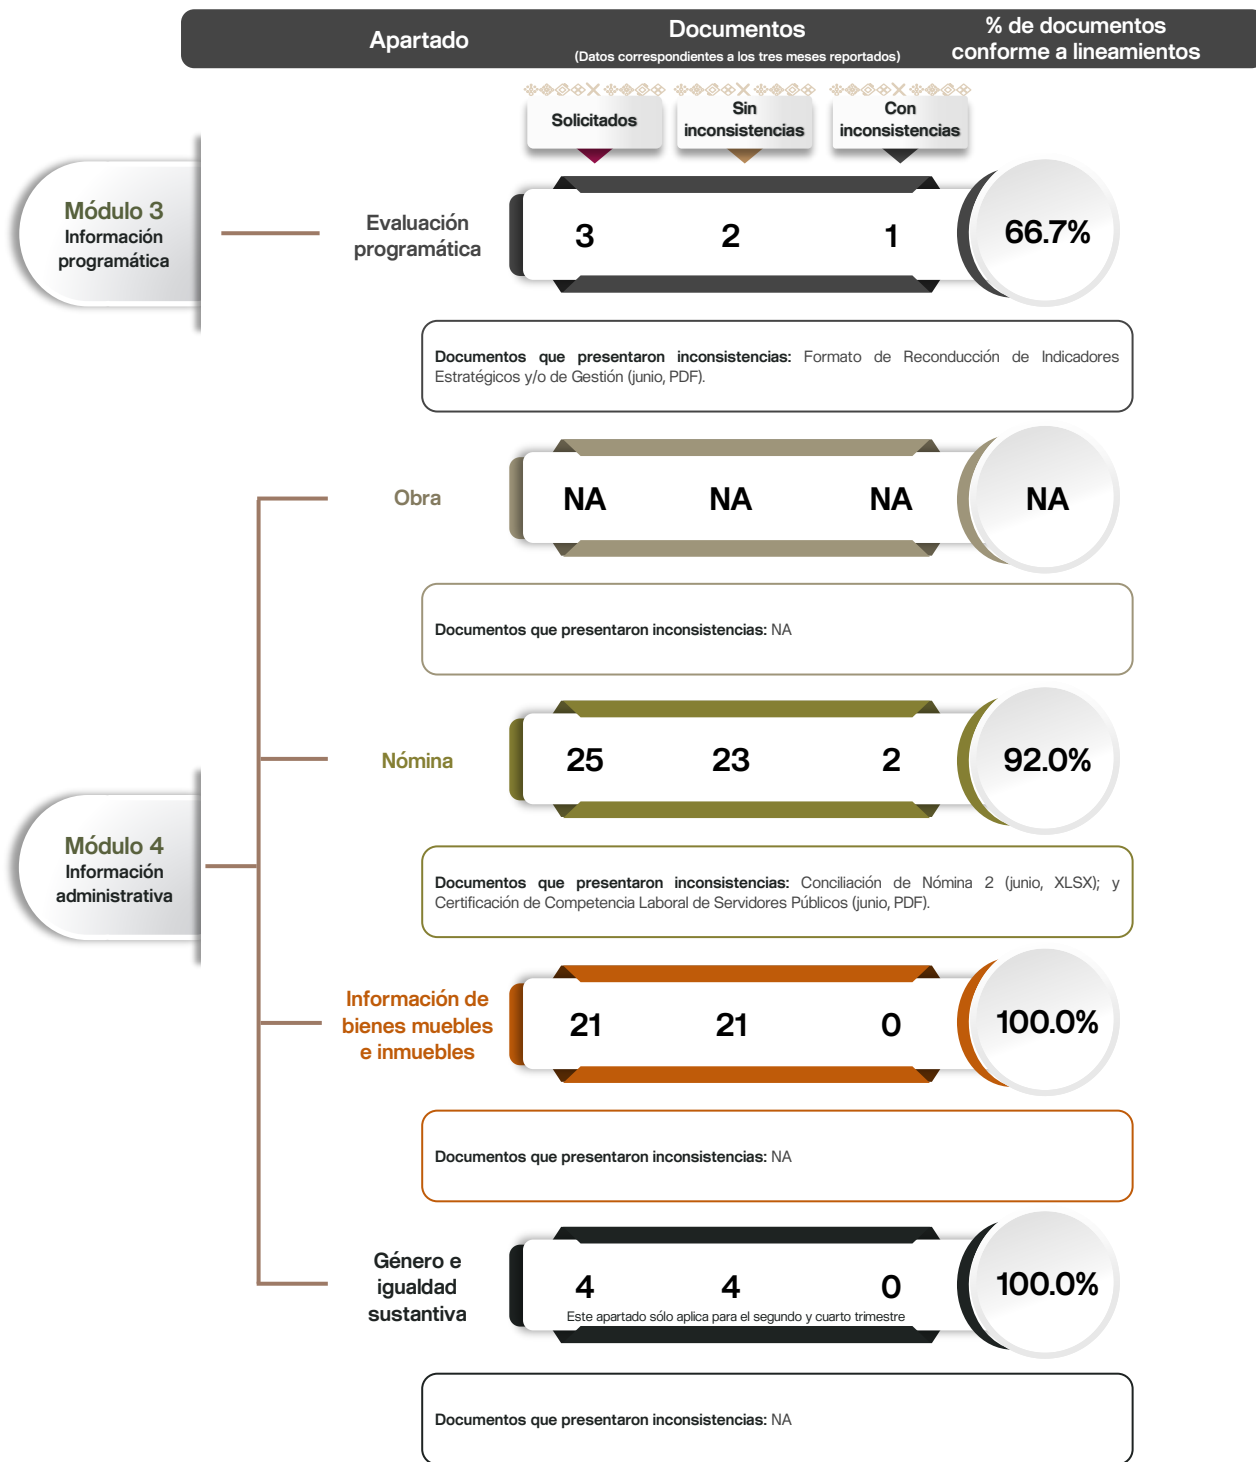 Apartado
Documentos
(Datos correspondientes a los tres meses reportados)
% de documentos
conforme a lineamientos
Solicitados
Sin
inconsistencias
Con
inconsistencias
Módulo 3
Información
programática
Evaluación
programática
3
2
1
66.7%
Documentos que presentaron inconsistencias: Formato de Reconducción de Indicadores
Estratégicos y/o de Gestión (junio, PDF).
Obra
NA
NA
NA
NA
Documentos que presentaron inconsistencias: NA
Nómina
25
23
2
92.0%
Módulo 4
Información
administrativa
Documentos que presentaron inconsistencias: Conciliación de Nómina 2 (junio, XLSX); y
Certificación de Competencia Laboral de Servidores Públicos (junio, PDF).
Información de
bienes muebles
e inmuebles
21
21
0
100.0%
Documentos que presentaron inconsistencias: NA
Género e
igualdad
sustantiva
4
4
0
100.0%
Este apartado sólo aplica para el segundo y cuarto trimestre
Documentos que presentaron inconsistencias: NA